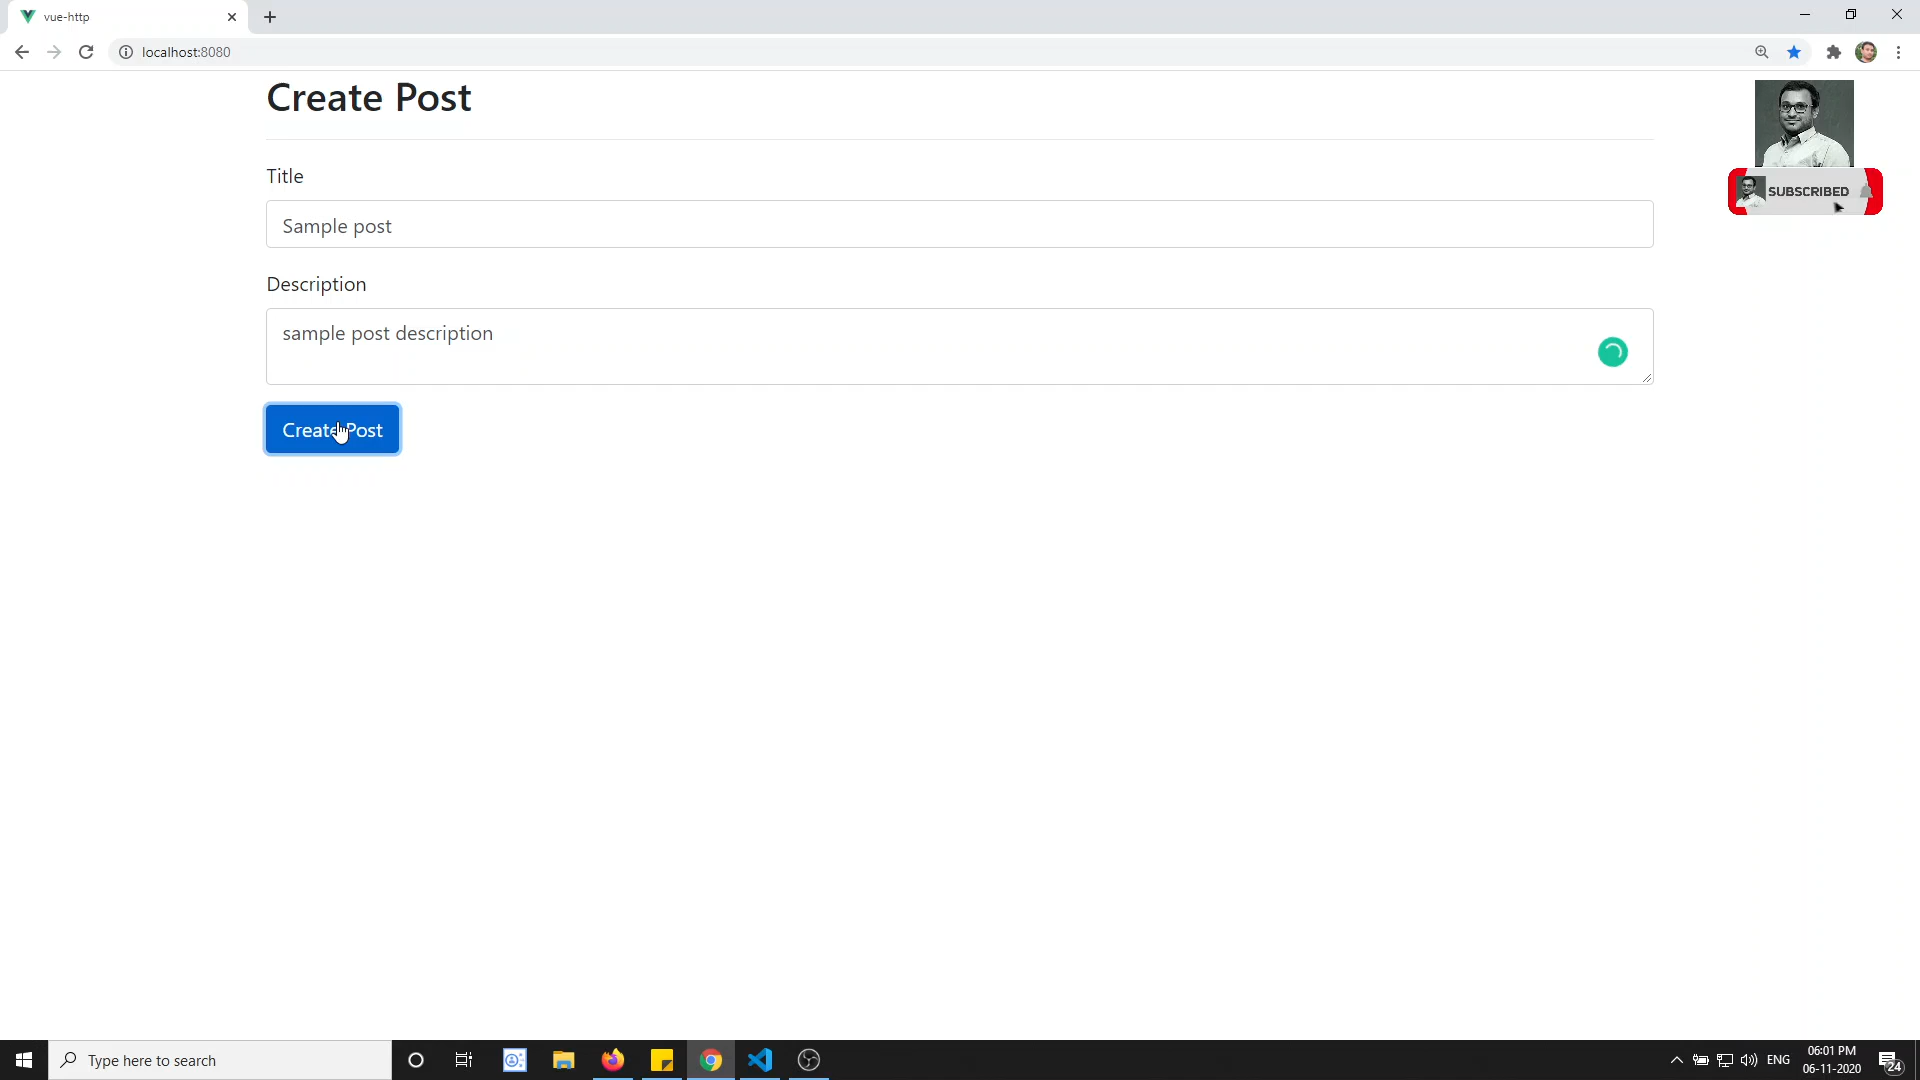 vue-http
localhost:8080
Create Post
SUBSCRIBED
Title
Sample post
Description
sample post description
Create Post
Type here to search
ENG
06:01 PM
06-11-2020
24